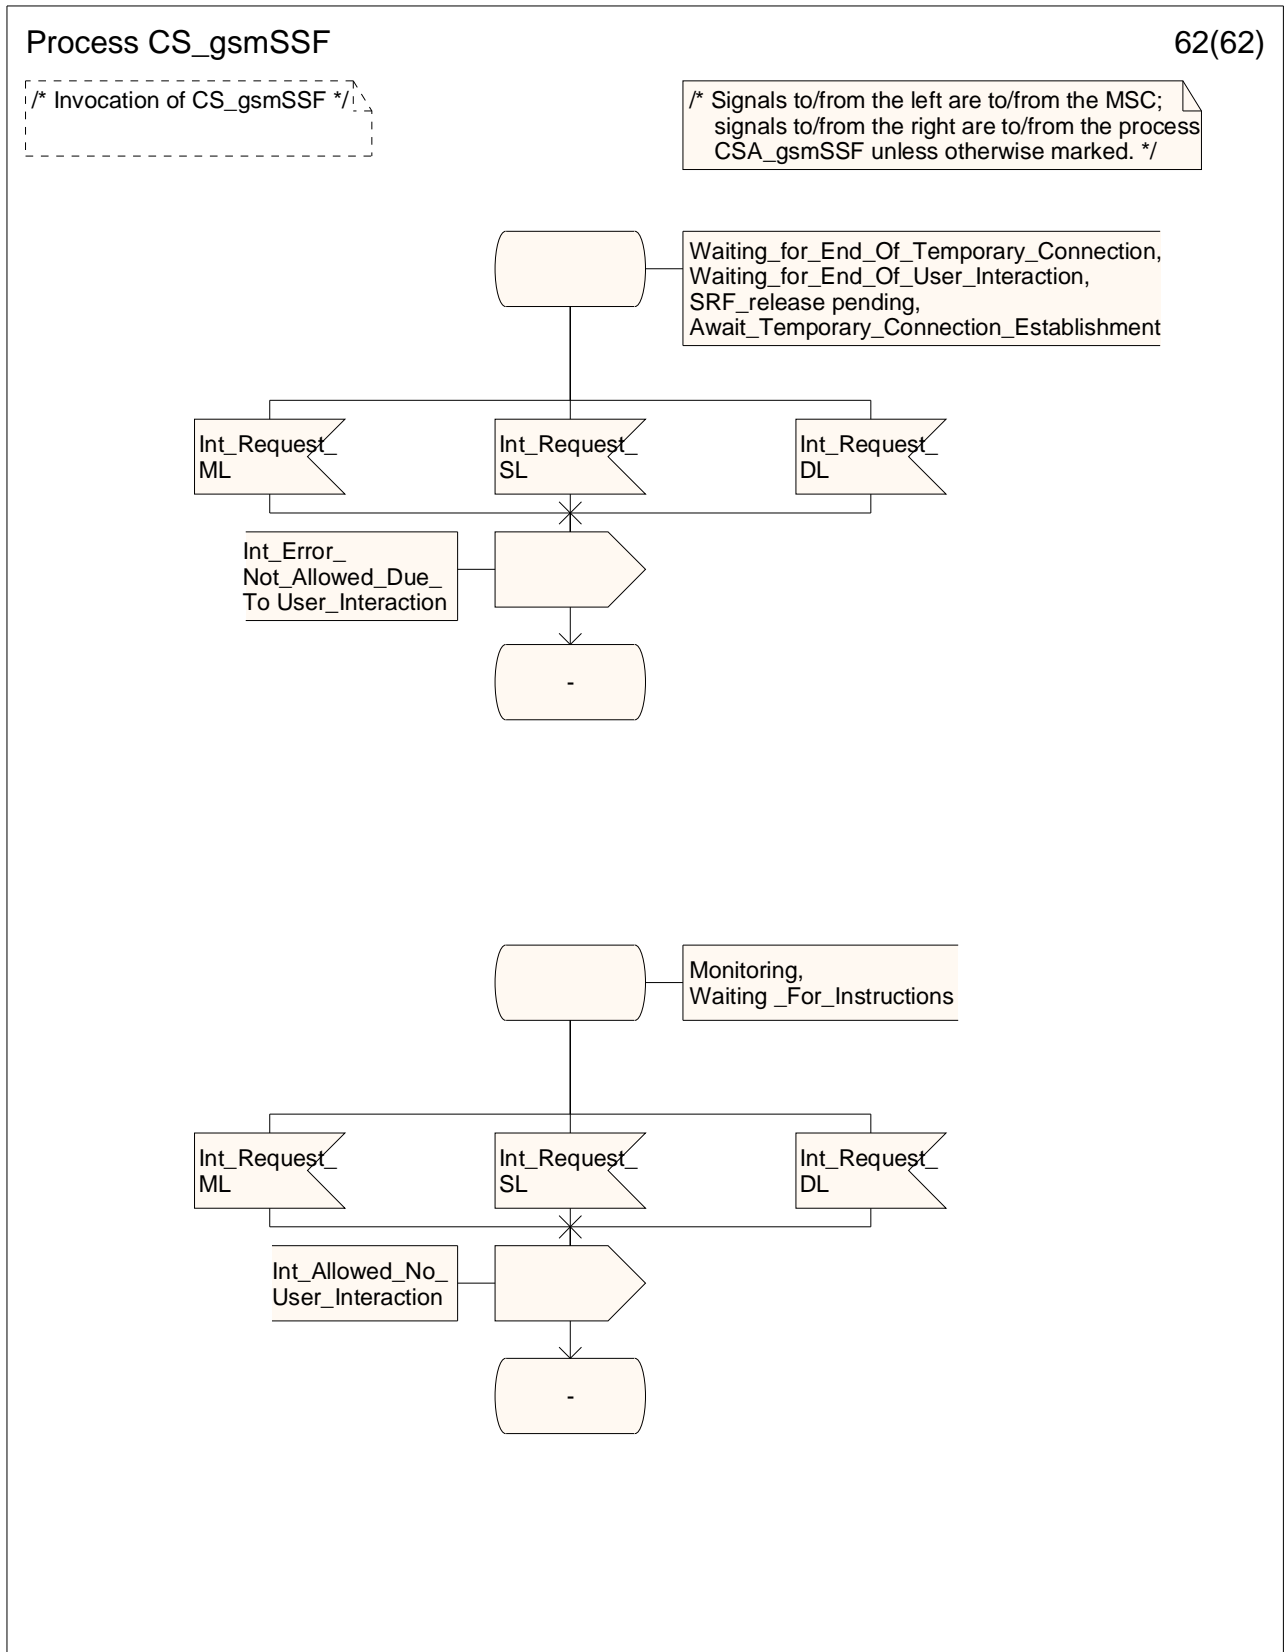 Process CS_gsmSSF
62(62)
/* Invocation of CS_gsmSSF */
/* Signals to/from the left are to/from the MSC;
signals to/from the right are to/from the process
CSA_gsmSSF unless otherwise marked. */
Waiting_for_End_Of_Temporary_Connection,
Waiting_for_End_Of_User_Interaction,
SRF_release pending,
Await_Temporary_Connection_Establishment
Int_Request_
ML
Int_Request_
SL
Int_Request_
DL
Int_Error_
Not_Allowed_Due_
To User_Interaction
-
Monitoring,
Waiting _For_Instructions
Int_Request_
ML
Int_Request_
SL
Int_Request_
DL
Int_Allowed_No_
User_Interaction
-